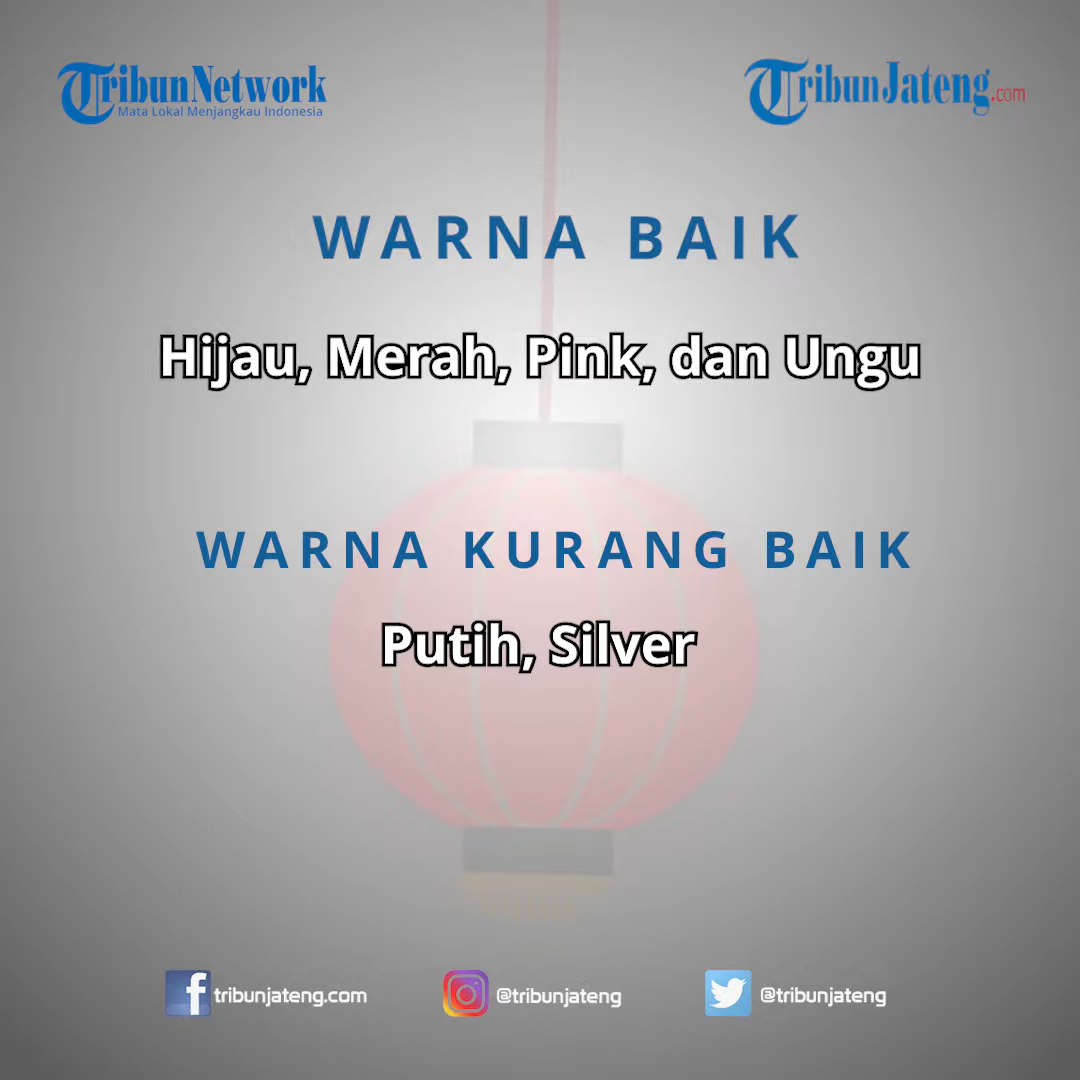 TribunNetwork
Mata Lokal Menjangkau Indonesia
TribunJateng.com
WARNA BAIK
Hijau, Merah, Pink, dan Ungu
WARNA KURANG BAIK
Putih, Silver
tribunjateng.com
@tribunjateng
@tribunjateng